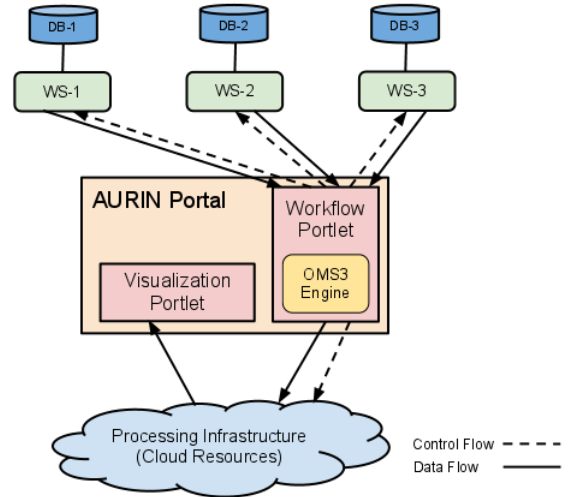 DB-1
DB-2
DB-3
WS-1
WS-2
WS-3
AURIN Portal
Workflow
Portlet
OMS3
Engine
Visualization
Portlet
Processing Infrastructure
(Cloud Resources)
Control Flow
Data Flow